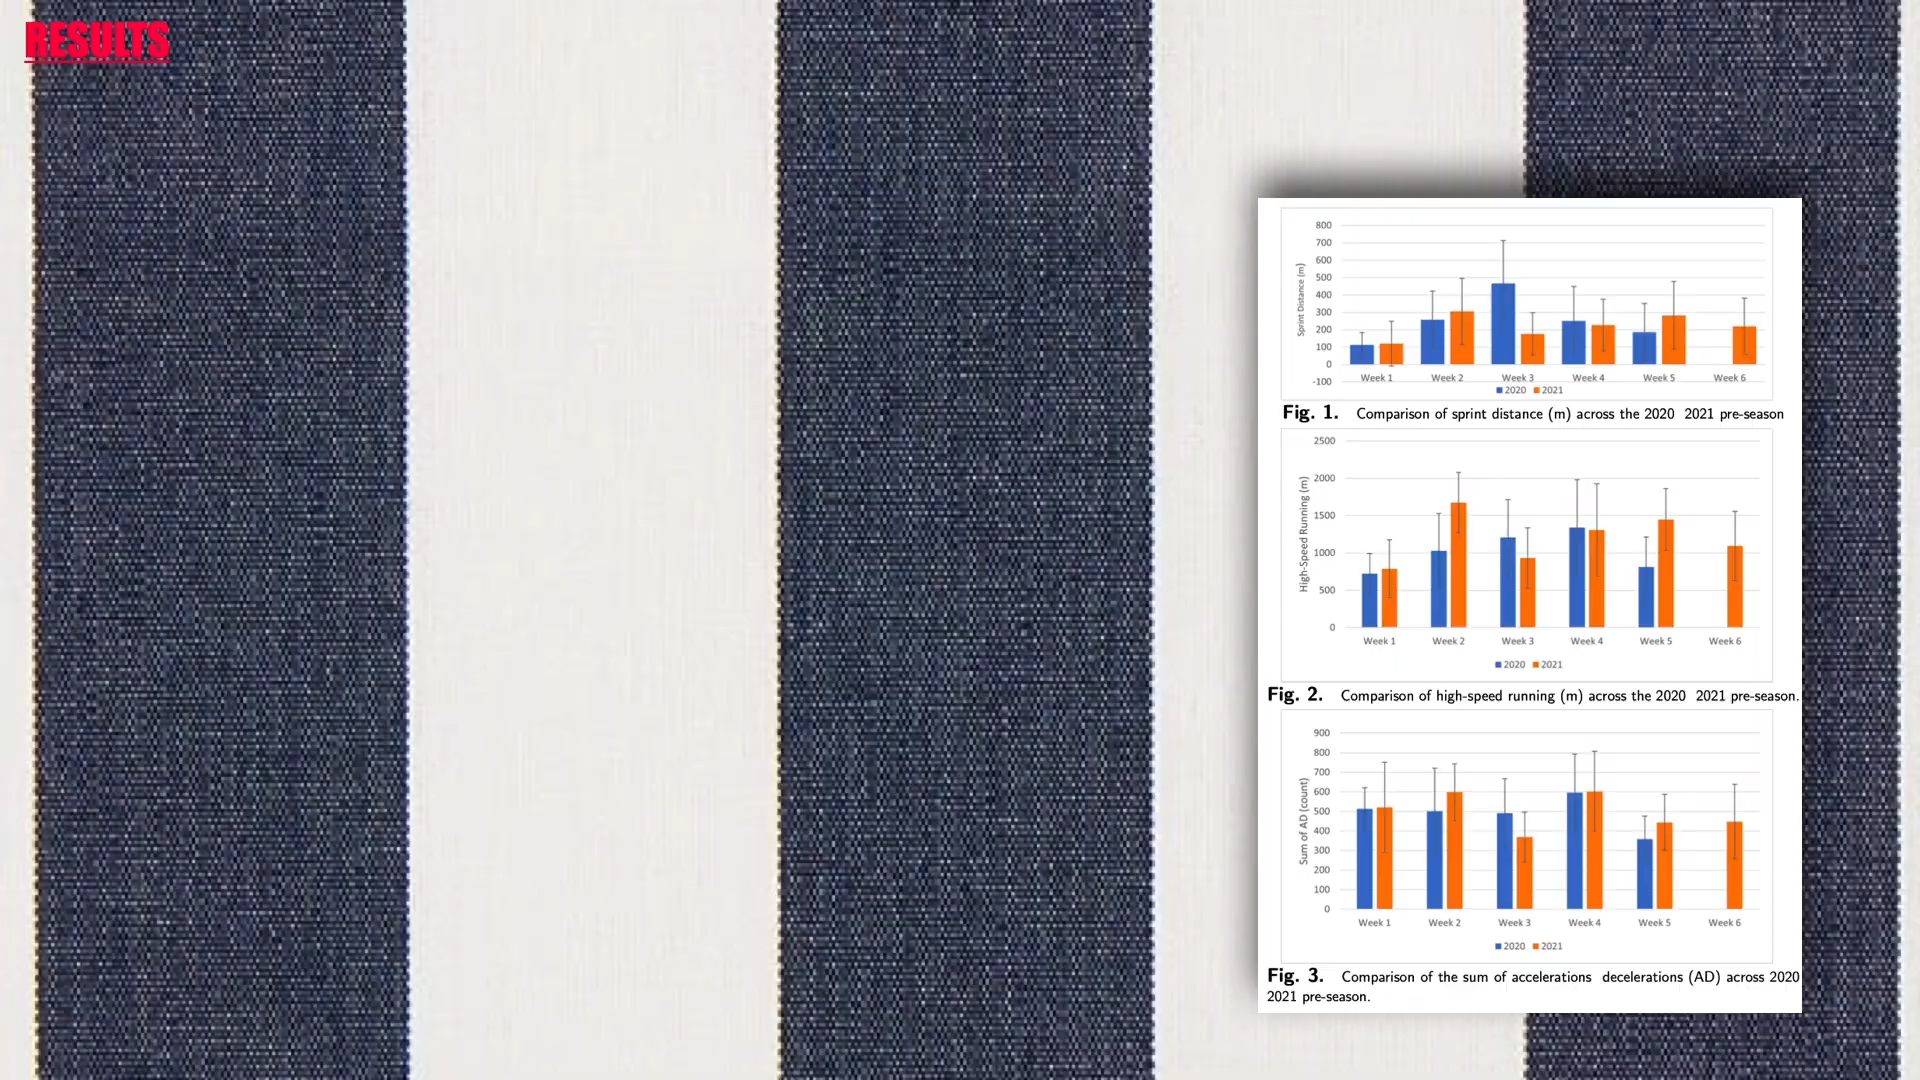 RESULTS
800
700
600
500
400
300
200
100
0
-100
Sprint Distance (m)
Week 1 Week 2 Week 3 Week 4 Week 5 Week 6
2020 2021
Fig. 1. Comparison of sprint distance (m) across the 2020 2021 pre-season
2500
2000
1500
1000
500
0
High-Speed Running (m)
Week 1 Week 2 Week 3 Week 4 Week 5 Week 6
2020 2021
Fig. 2. Comparison of high-speed running (m) across the 2020 2021 pre-season.
900
800
700
600
500
400
300
200
100
0
Sum of AD (count)
Week 1 Week 2 Week 3 Week 4 Week 5 Week 6
2020 2021
Fig. 3. Comparison of the sum of accelerations decelerations (AD) across 2020
2021 pre-season.